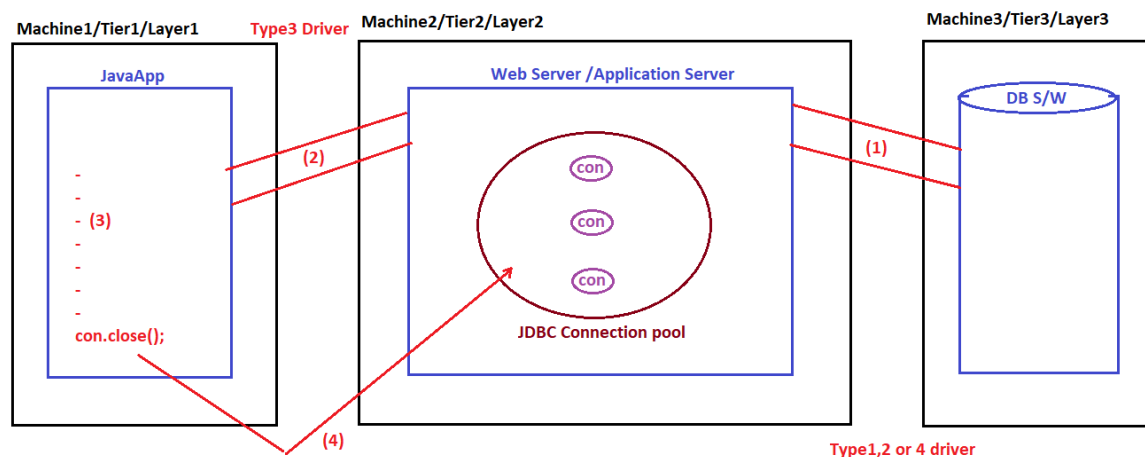 Machine1/Tier1/Layer1
Type3 Driver
Machine2/Tier2/Layer2
Machine3/Tier3/Layer3
JavaApp
Web Server /Application Server
DB S/W
(2)
(1)
con
-
-
- (3)
con
-
-
-
-
con
con.close();
JDBC Connection pool
(4)
Type1,2 or 4 driver